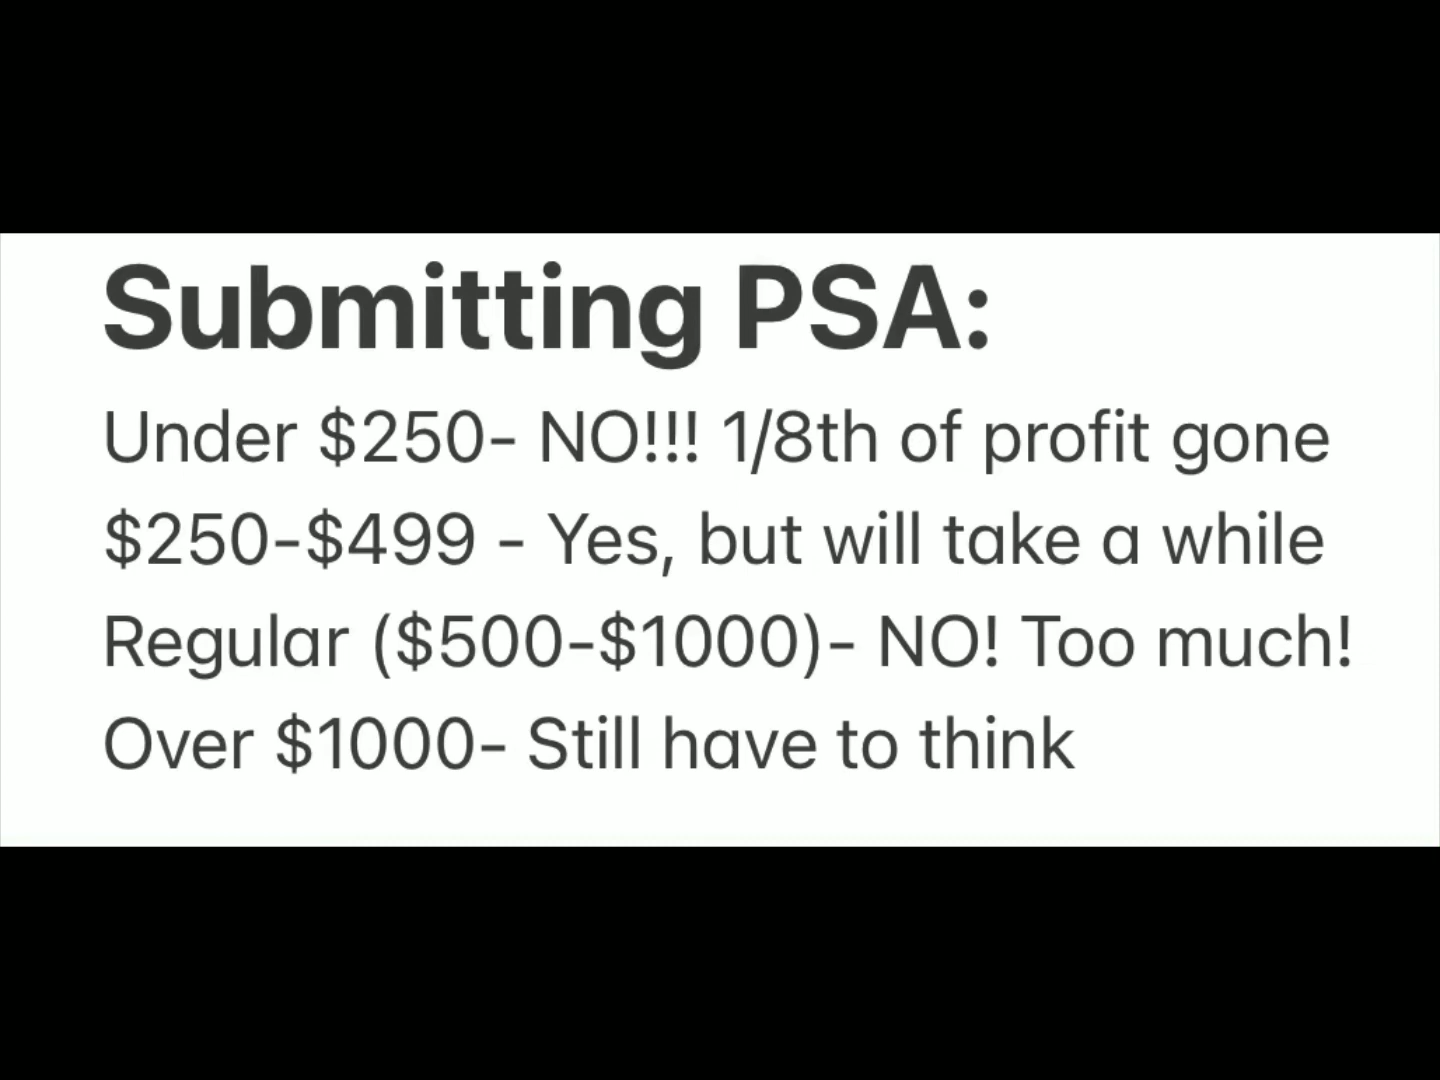 Submitting PSA:
Under $250- NO!!! 1/8th of profit gone
$250-$499 - Yes, but will take a while
Regular ($500-$1000)- NO! Too much!
Over $1000- Still have to think